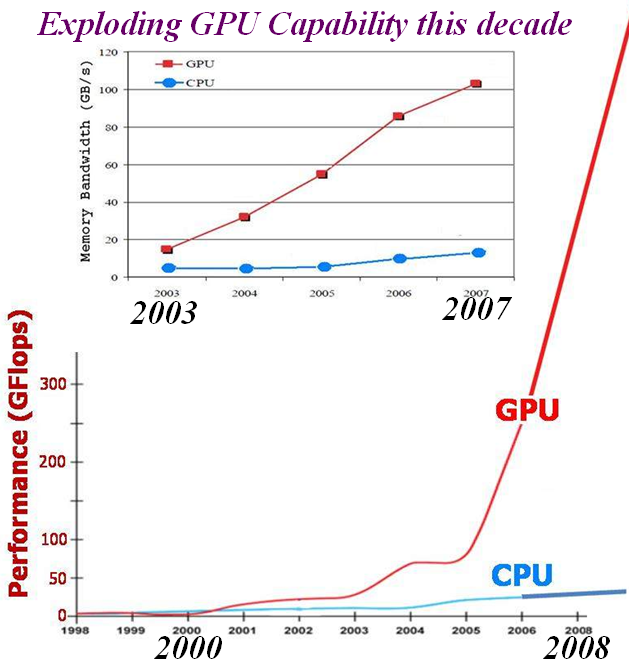 Exploding GPU Capability this decade
120
GPU
CPU
100
80
60
40
20
0
Memory Bandwidth (GB/s)
2003 2004 2005 2006 2007
2003 2007
Performance (GFlops)
300
200
100
50
0
GPU
CPU
1998 1999 2000 2001 2002 2003 2004 2005 2006 2008
2000 2008